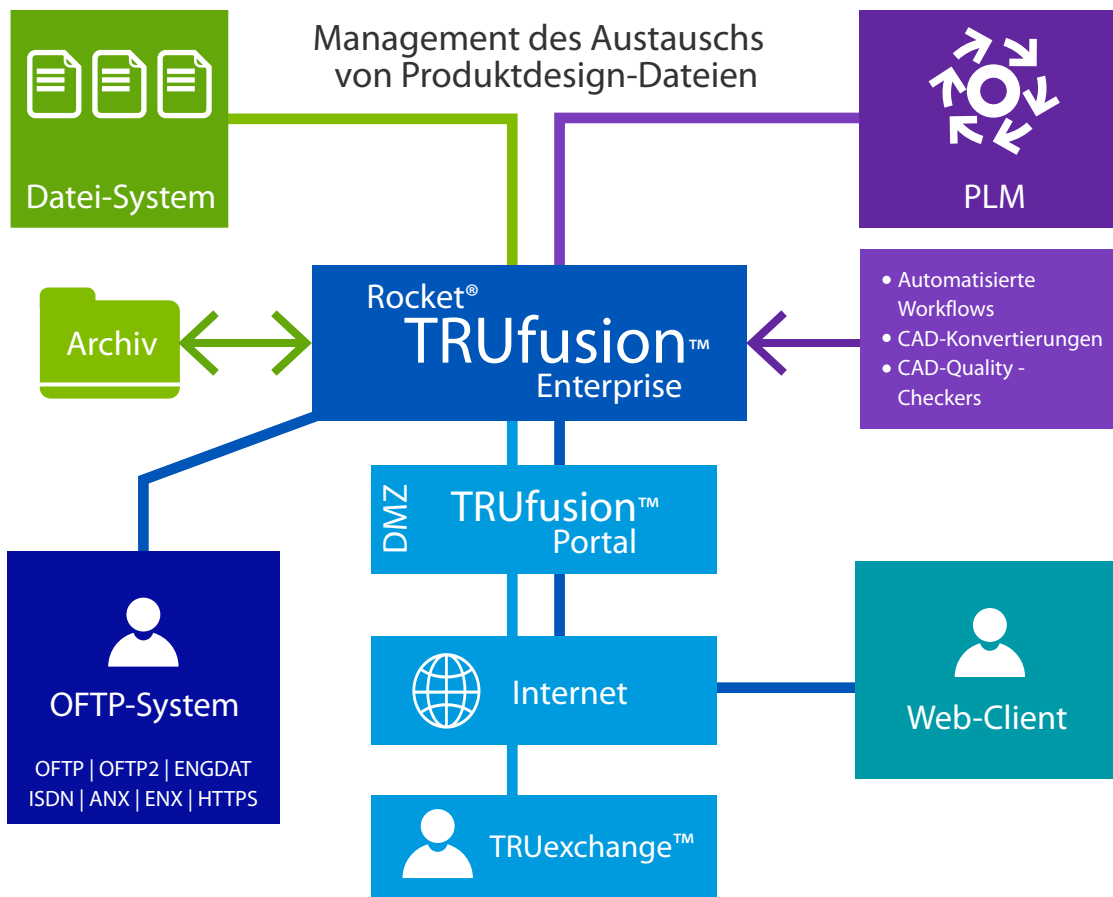 Management des Austauschs
von Produktdesign-Dateien
Datei-System
PLM
Archiv
Rocket®
TRUfusion™
Enterprise
• Automatisierte
Workflows
• CAD-Konvertierungen
• CAD-Quality -
Checkers
DMZ
TRUfusion™
Portal
OFTP-System
OFTP | OFTP2 | ENGDAT
ISDN | ANX | ENX | HTTPS
Internet
Web-Client
TRUexchange™